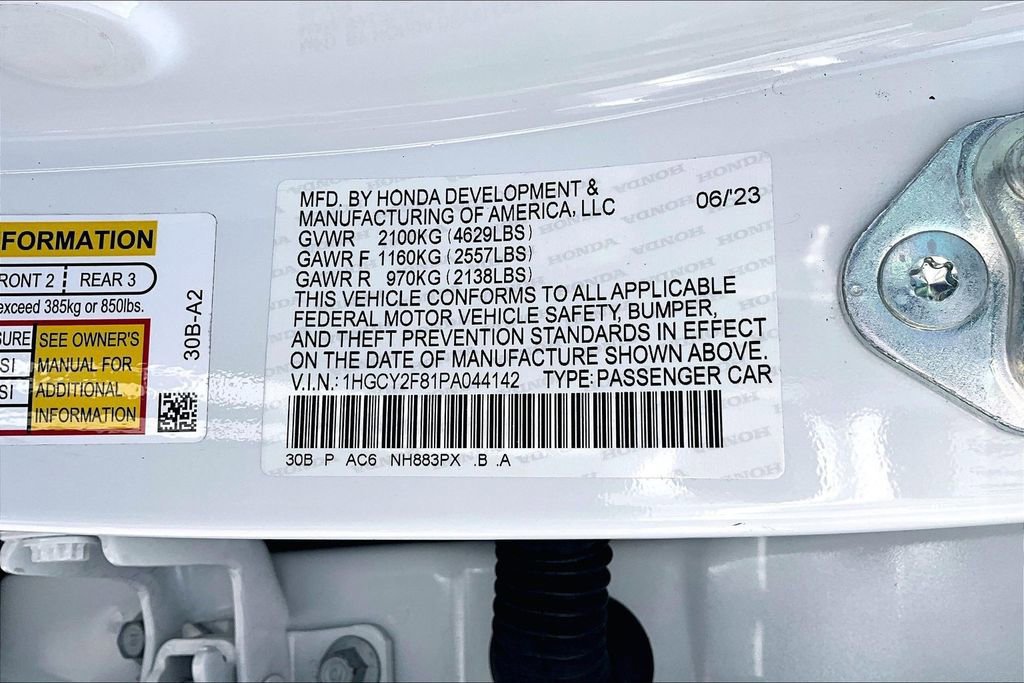 FORMATION
RONT 2 REAR 3
exceed 385kg or 850lbs.
SURE SEE OWNER'S
SI MANUAL FOR
SI ADDITIONAL
INFORMATION
30B-A2
MFD. BY HONDA DEVELOPMENT & 06/'23
MANUFACTURING OF AMERICA, LLC
GVWR 2100KG (4629LBS)
GAWR F 1160KG (2557LBS)
GAWR R 970KG (2138LBS)
THIS VEHICLE CONFORMS TO ALL APPLICABLE
FEDERAL MOTOR VEHICLE SAFETY, BUMPER,
AND THEFT PREVENTION STANDARDS IN EFFECT
ON THE DATE OF MANUFACTURE SHOWN ABOVE.
V.I.N.: 1HGCY2F81PA044142 TYPE: PASSENGER CAR
30B P AC6 NH883PX .B .A